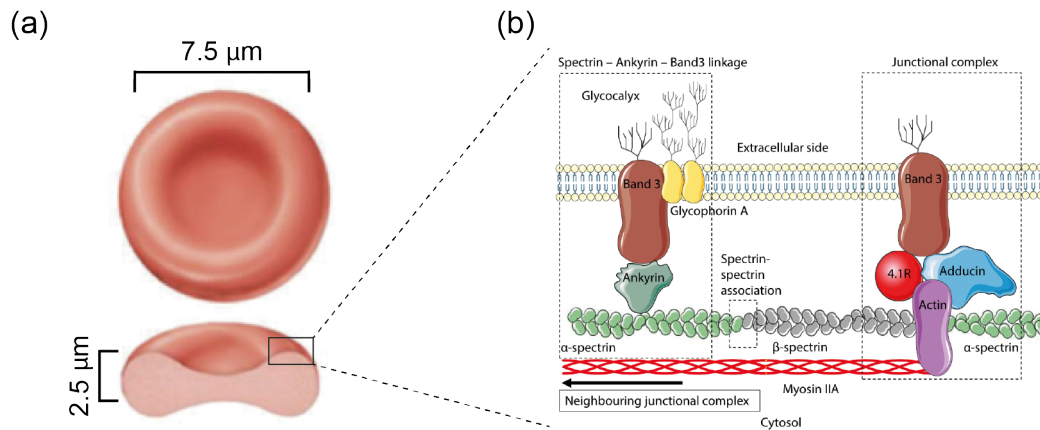 (a)
7.5 µm
2.5 µm
(b)
Spectrin – Ankyrin – Band3 linkage
Junctional complex
Glycocalyx
Extracellular side
Band 3
Band 3
Glycophorin A
Ankyrin
Spectrin-
spectrin
association
4.1R
Adducin
Actin
α-spectrin
β-spectrin
α-spectrin
Myosin IIA
Neighbouring junctional complex
Cytosol